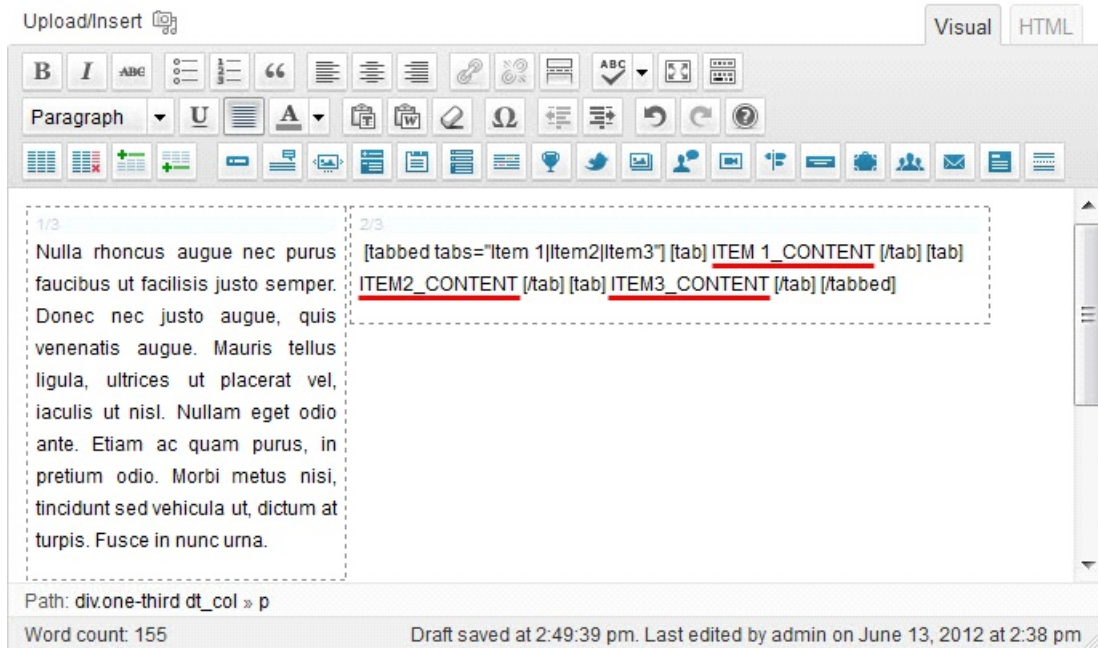 Upload/Insert
Visual
HTML
B
I
ABC
ABC
Paragraph
U
A
T
W
Ω
1/3
Nulla rhoncus augue nec purus
faucibus ut facilisis justo semper.
Donec nec justo augue, quis
venenatis augue. Mauris tellus
ligula, ultrices ut placerat vel,
iaculis ut nisl. Nullam eget odio
ante. Etiam ac quam purus, in
pretium odio. Morbi metus nisi,
tincidunt sed vehicula ut, dictum at
turpis. Fusce in nunc urna.
2/3
[tabbed tabs="Item 1|Item2|Item3"] [tab] ITEM 1_CONTENT [/tab] [tab]
ITEM2_CONTENT [/tab] [tab] ITEM3_CONTENT [/tab] [/tabbed]
Path: div.one-third dt_col » p
Word count: 155
Draft saved at 2:49:39 pm. Last edited by admin on June 13, 2012 at 2:38 pm